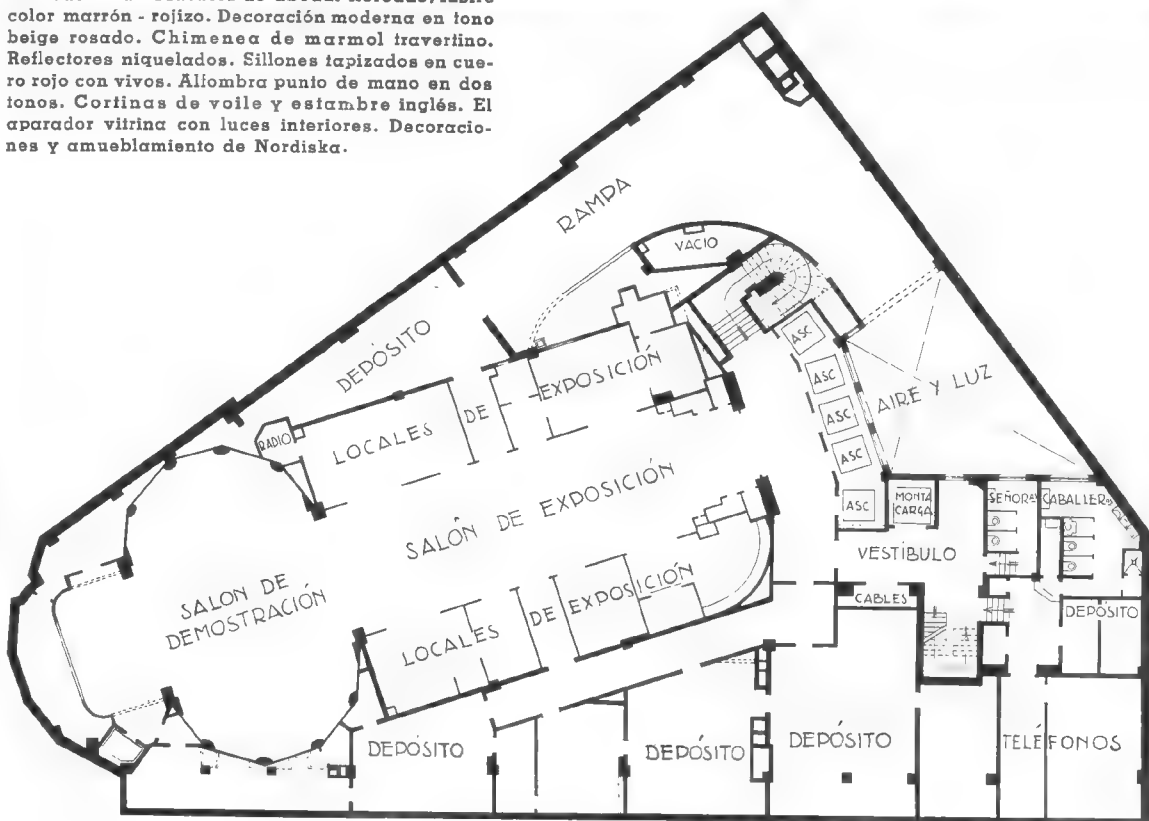 color marrón - rojizo. Decoración moderna en tono
beige rosado. Chimenea de marmol travertino.
Reflectores niquelados. Sillones tapizados en cue-
ro rojo con vivos. Alfombra punto de mano en dos
tonos. Cortinas de voile y estambre inglés. El
aparador vitrina con luces interiores. Decoracio-
nes y amueblamiento de Nordiska.
RAMPA
VACIO
DEPÓSITO
EXPOSICIÓN
DE
LOCALES
RADIO
ASC
ASC
ASC
ASC
ASC
AIRE Y LUZ
SALÓN DE EXPOSICIÓN
MONTA
CARGA
SEÑORAS
CABALLEROS
VESTÍBULO
SALON DE
DEMOSTRACIÓN
LOCALES DE EXPOSICIÓN
CABLES
DEPÓSITO
DEPÓSITO
DEPÓSITO
DEPÓSITO
TELÉFONOS